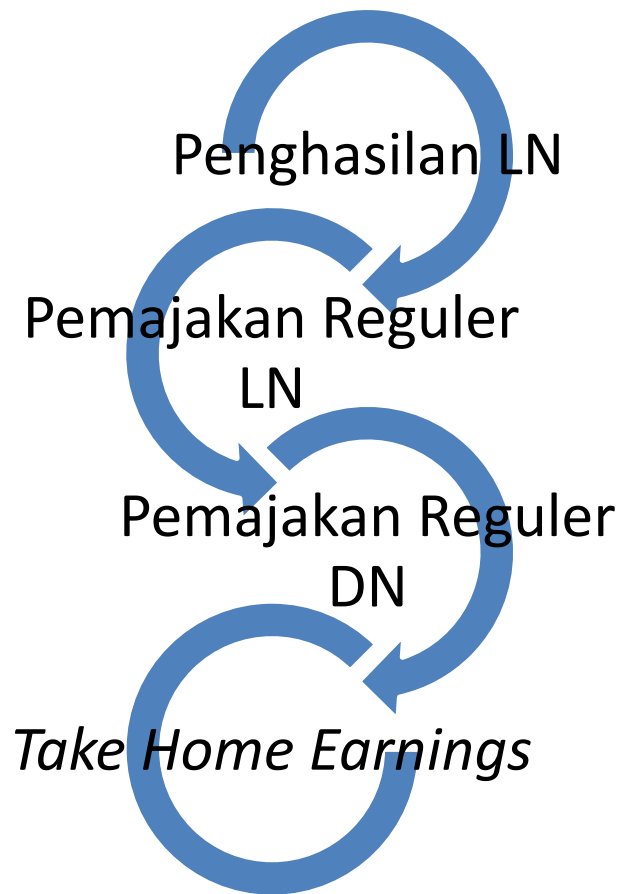 Penghasilan LN
Pemajakan Reguler
LN
Pemajakan Reguler
DN
Take Home Earnings